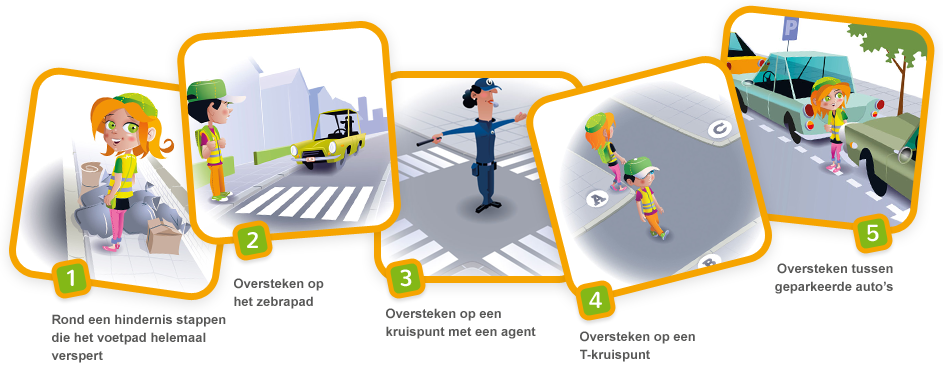 1
Rond een hindernis stappen
die het voetpad helemaal
verspert
2
Oversteken op
het zebrapad
3
Oversteken op een
kruispunt met een agent
A
C
B
4
Oversteken op een
T-kruispunt
P
5
Oversteken tussen
geparkeerde auto's